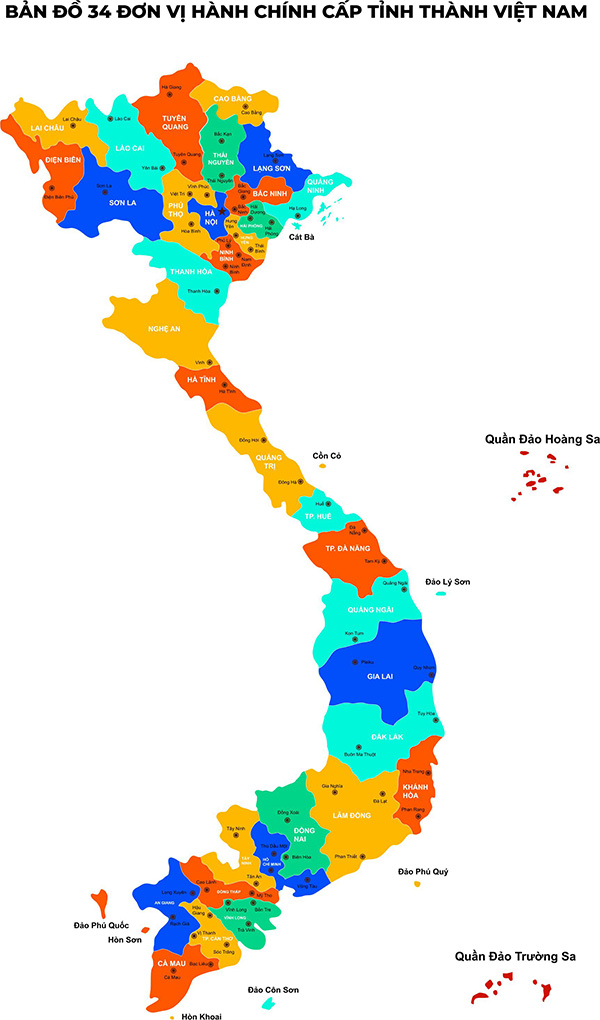 BẢN ĐỒ 34 ĐƠN VỊ HÀNH CHÍNH CẤP TỈNH THÀNH VIỆT NAM
Hà Giang
CAO BẰNG
Cao Bằng
Lai Châu
Lào Cai
LAI CHÂU
TUYÊN
QUANG
Bắc Kạn
LÀO CAI
THÁI
NGUYÊN
Lạng Sơn
LẠNG SƠN
ĐIỆN BIÊN
Tuyên Quang
Yên Bái
Thái Nguyên
QUẢNG
NINH
Điện Biên Phủ
Sơn La
SƠN LA
Việt Trì
Vĩnh Phúc
Bắc
Giang
BẮC NINH
PHÚ
THỌ
HÀ
NỘI
Bắc
Ninh
Hải
Dương
Hạ Long
Hưng
Yên
HẢI PHÒNG
Hải
Phòng
Cát Bà
Hòa Bình
Phủ Lý
HƯNG
YÊN
Thái
Bình
NINH
BÌNH
Nam
Định
Ninh
Bình
THANH HÓA
Thanh Hóa
NGHỆ AN
Vinh
HÀ TĨNH
Hà Tĩnh
Đồng Hới
QUẢNG
TRỊ
Cồn Cỏ
Đông Hà
Quần Đảo Hoàng Sa
Huế
TP. HUẾ
Đà
Nẵng
TP. ĐÀ NẴNG
Tam Kỳ
Quảng Ngãi
Đảo Lý Sơn
QUẢNG NGÃI
Kon Tum
Pleiku
GIA LAI
Quy Nhơn
Tuy Hòa
ĐĂK LĂK
Buôn Ma Thuột
Nha Trang
Gia Nghĩa
KHÁNH
HÒA
Đà Lạt
Đồng Xoài
LÂM ĐỒNG
Phan Rang
Tây Ninh
ĐỒNG
NAI
Thủ Dầu Một
TÂY
NINH
HỒ
CHÍ MINH
Biên Hòa
Phan Thiết
Tân An
Vũng Tàu
Đảo Phú Quý
Cao Lãnh
Long Xuyên
ĐỒNG THÁP
Mỹ Tho
AN GIANG
Hậu
Giang
Vĩnh Long
Bến Tre
Đảo Phú Quốc
Rạch Giá
VĨNH LONG
Trà Vinh
Hòn Sơn
Vị Thanh
TP. CẦN THƠ
Sóc Trăng
CÀ MAU
Bạc Liêu
Cà Mau
Quần Đảo Trường Sa
Đảo Côn Sơn
Hòn Khoai